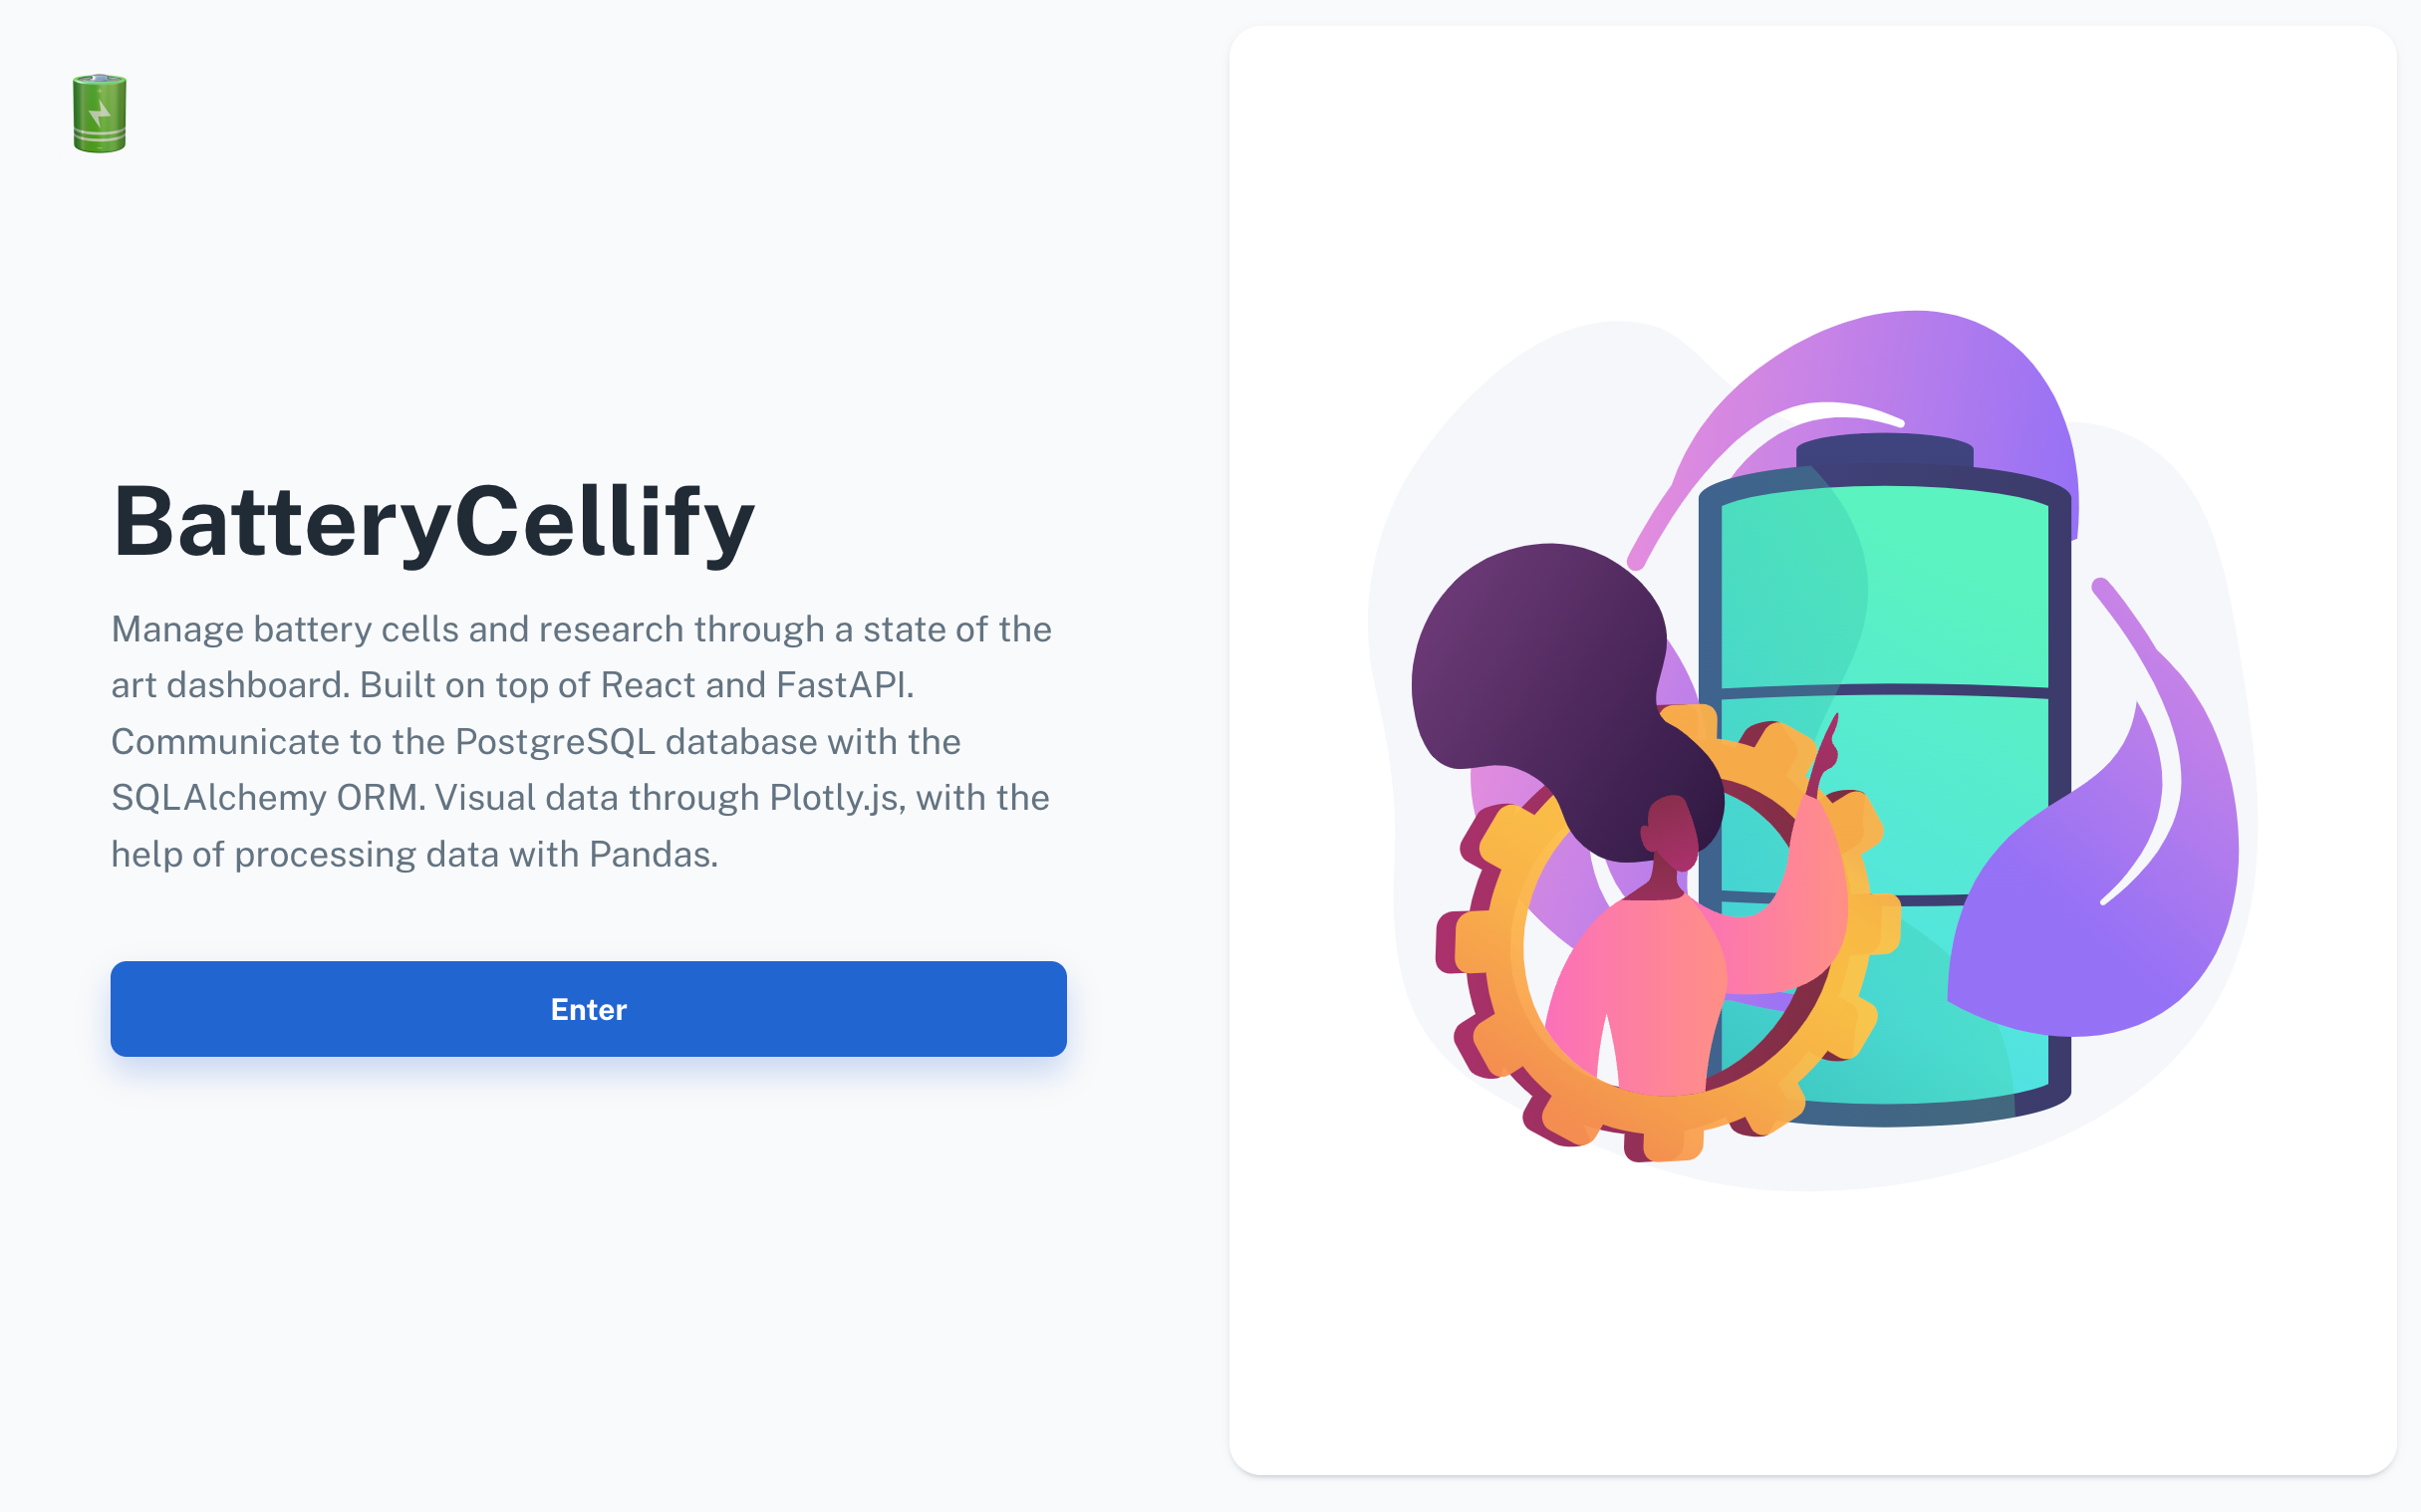 BatteryCellify
Manage battery cells and research through a state of the
art dashboard. Built on top of React and FastAPI.
Communicate to the PostgreSQL database with the
SQLAlchemy ORM. Visual data through Plotly.js, with the
help of processing data with Pandas.
Enter